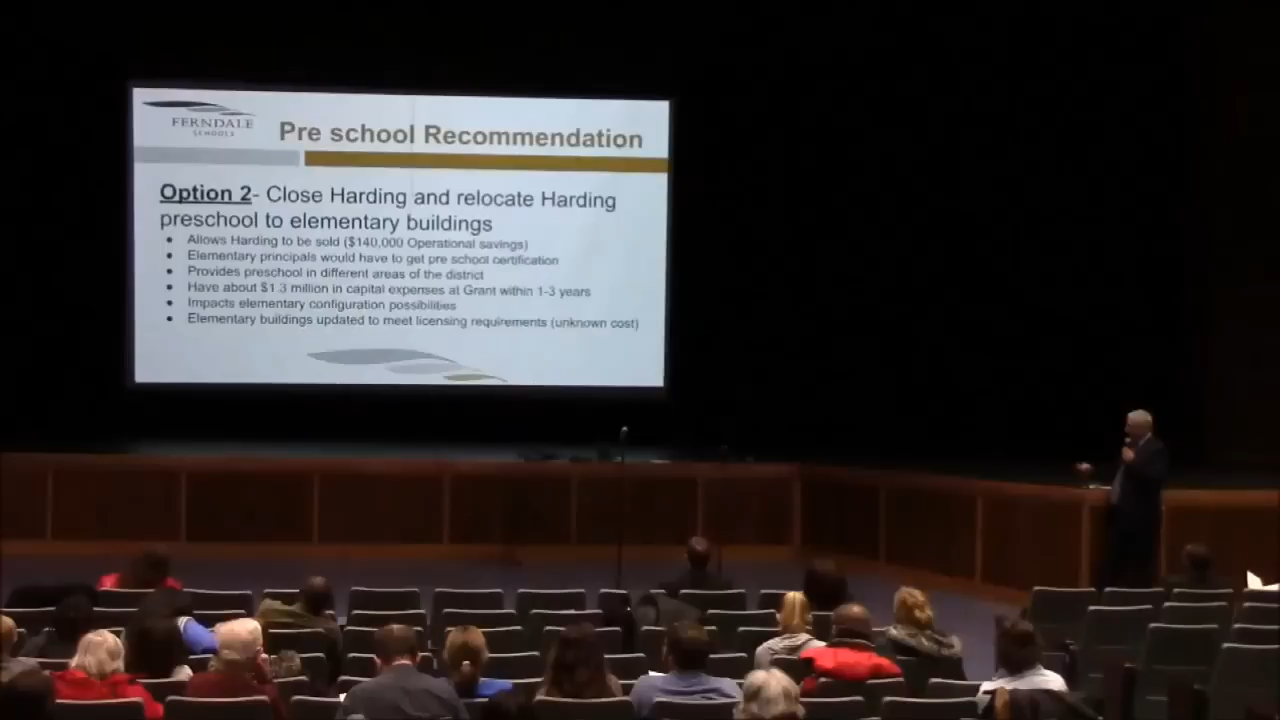 FERNDALE
SCHOOLS
Pre school Recommendation
Option 2- Close Harding and relocate Harding
preschool to elementary buildings
• Allows Harding to be sold ($140,000 Operational savings)
• Elementary principals would have to get pre school certification
• Provides preschool in different areas of the district
• Have about $1.3 million in capital expenses at Grant within 1-3 years
• Impacts elementary configuration possibilities
• Elementary buildings updated to meet licensing requirements (unknown cost)